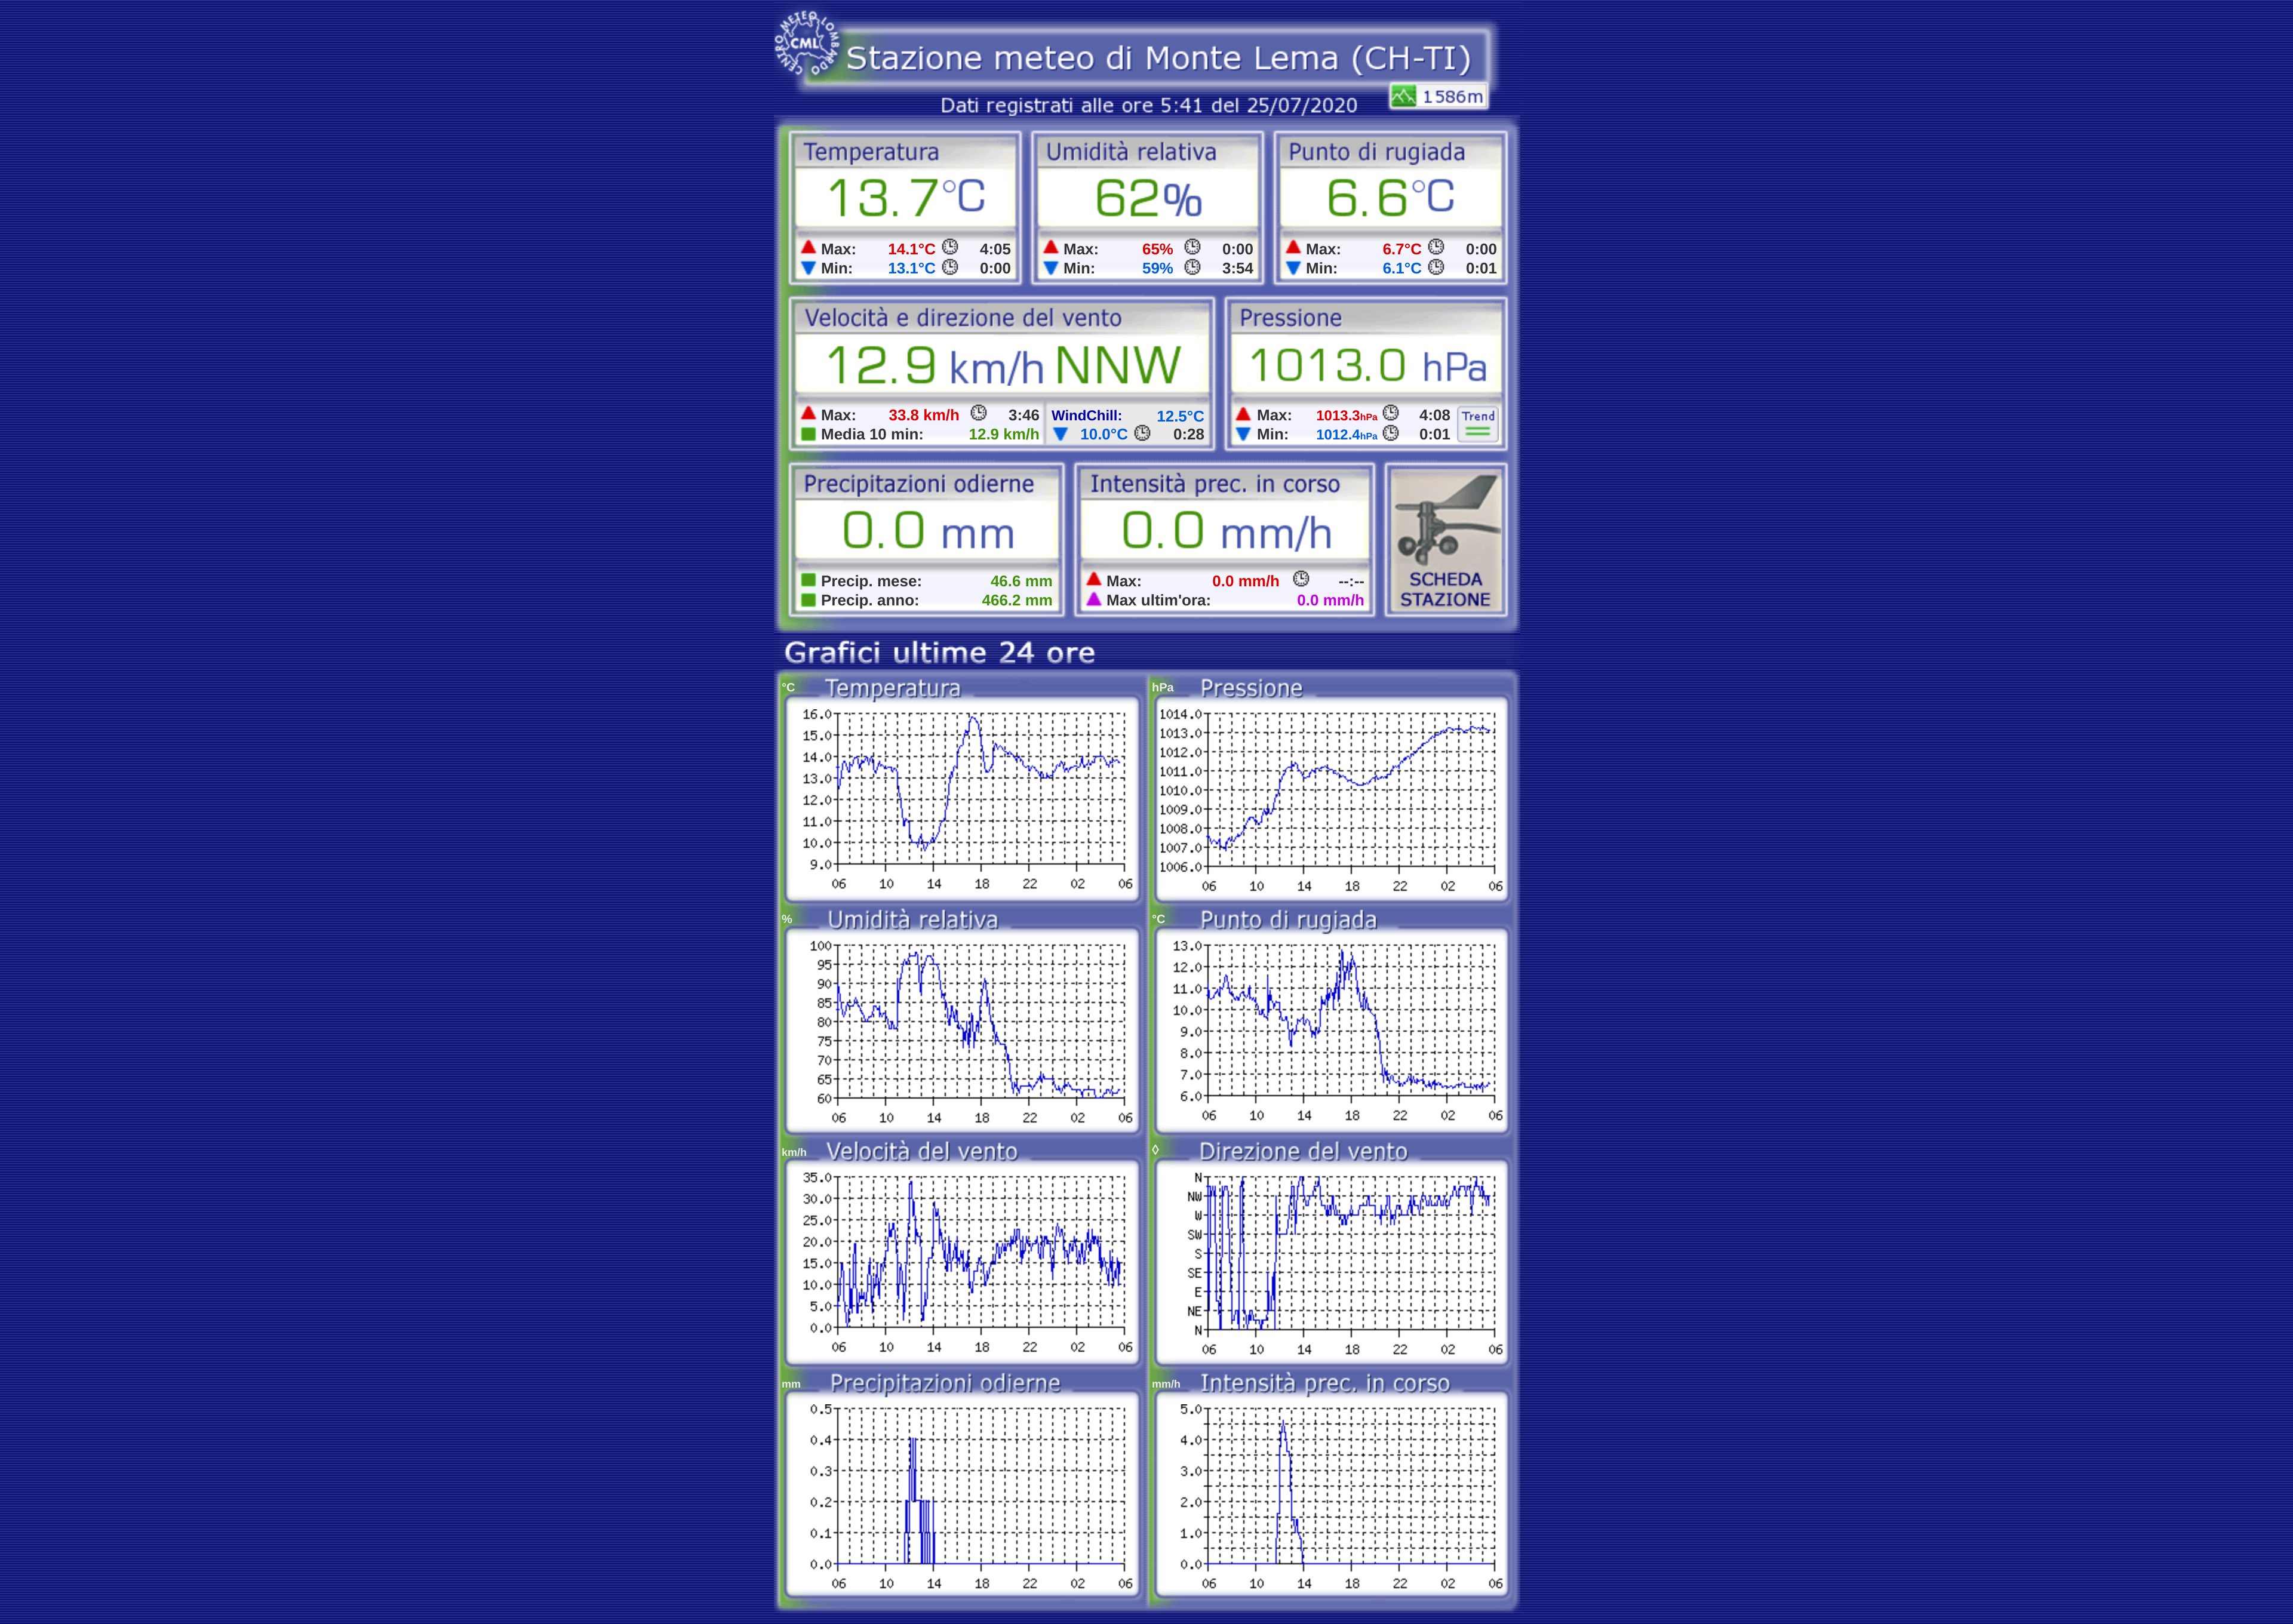 CENTRO METEO LOMBARDO
CML
Stazione meteo di Monte Lema (CH-TI)
1586m
Dati registrati alle ore 5:41 del 25/07/2020
Temperatura
13.7°C
Max: 14.1°C 4:05
Min: 13.1°C 0:00
Umidità relativa
62%
Max: 65% 0:00
Min: 59% 3:54
Punto di rugiada
6.6°C
Max: 6.7°C 0:00
Min: 6.1°C 0:01
Velocità e direzione del vento
12.9 km/h NNW
Max: 33.8 km/h 3:46
Media 10 min: 12.9 km/h
WindChill: 12.5°C
10.0°C 0:28
Pressione
1013.0 hPa
Max: 1013.3hPa 4:08
Min: 1012.4hPa 0:01
Trend
Precipitazioni odierne
0.0 mm
Precip. mese: 46.6 mm
Precip. anno: 466.2 mm
Intensità prec. in corso
0.0 mm/h
Max: 0.0 mm/h --:--
Max ultim'ora: 0.0 mm/h
SCHEDA
STAZIONE
Grafici ultime 24 ore
°C Temperatura
16.0
15.0
14.0
13.0
12.0
11.0
10.0
9.0
06 10 14 18 22 02 06
hPa Pressione
1014.0
1013.0
1012.0
1011.0
1010.0
1009.0
1008.0
1007.0
1006.0
06 10 14 18 22 02 06
% Umidità relativa
100
95
90
85
80
75
70
65
60
06 10 14 18 22 02 06
°C Punto di rugiada
13.0
12.0
11.0
10.0
9.0
8.0
7.0
6.0
06 10 14 18 22 02 06
km/h Velocità del vento
35.0
30.0
25.0
20.0
15.0
10.0
5.0
0.0
06 10 14 18 22 02 06
◊ Direzione del vento
N
NW
W
SW
S
SE
E
NE
N
06 10 14 18 22 02 06
mm Precipitazioni odierne
0.5
0.4
0.3
0.2
0.1
0.0
06 10 14 18 22 02 06
mm/h Intensità prec. in corso
5.0
4.0
3.0
2.0
1.0
0.0
06 10 14 18 22 02 06